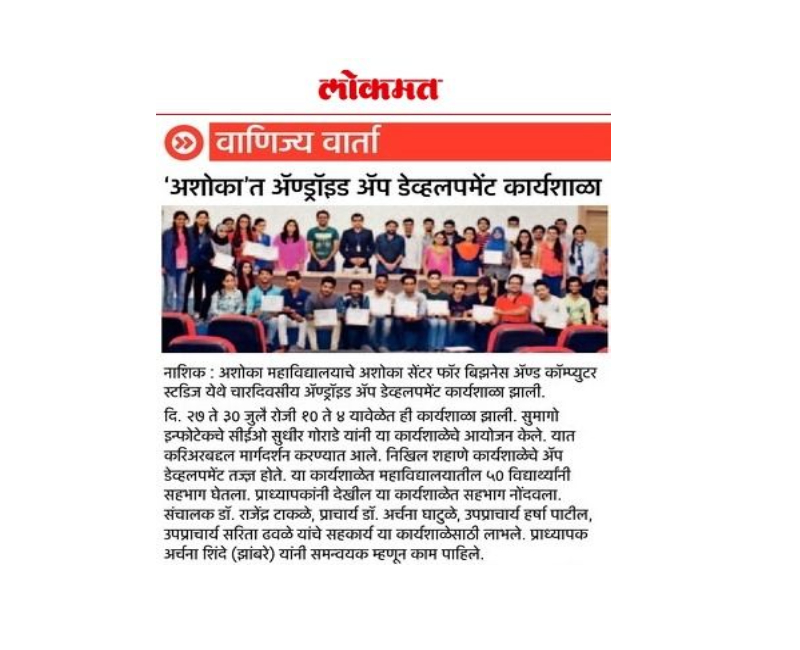 लोकमत
वाणिज्य वार्ता
‘अशोका’त ॲण्ड्रॉइड ॲप डेव्हलपमेंट कार्यशाळा
नाशिक : अशोका महाविद्यालयाचे अशोका सेंटर फॉर बिझनेस ॲण्ड कॉम्प्युटर
स्टडिज येथे चारदिवसीय ॲण्ड्रॉइड ॲप डेव्हलपमेंट कार्यशाळा झाली.
दि. २७ ते ३० जुलै रोजी १० ते ४ यावेळेत ही कार्यशाळा झाली. सुमागो
इन्फोटेकचे सीईओ सुधीर गोराडे यांनी या कार्यशाळेचे आयोजन केले. यात
करिअरबद्दल मार्गदर्शन करण्यात आले. निखिल शहाणे कार्यशाळेचे ॲप
डेव्हलपमेंट तज्ज्ञ होते. या कार्यशाळेत महाविद्यालयातील ५० विद्यार्थ्यांनी
सहभाग घेतला. प्राध्यापकांनी देखील या कार्यशाळेत सहभाग नोंदवला.
संचालक डॉ. राजेंद्र टाकळे, प्राचार्य डॉ. अर्चना घाटुळे, उपप्राचार्य हर्षा पाटील,
उपप्राचार्य सरिता ढवळे यांचे सहकार्य या कार्यशाळेसाठी लाभले. प्राध्यापक
अर्चना शिंदे (झांबरे) यांनी समन्वयक म्हणून काम पाहिले.